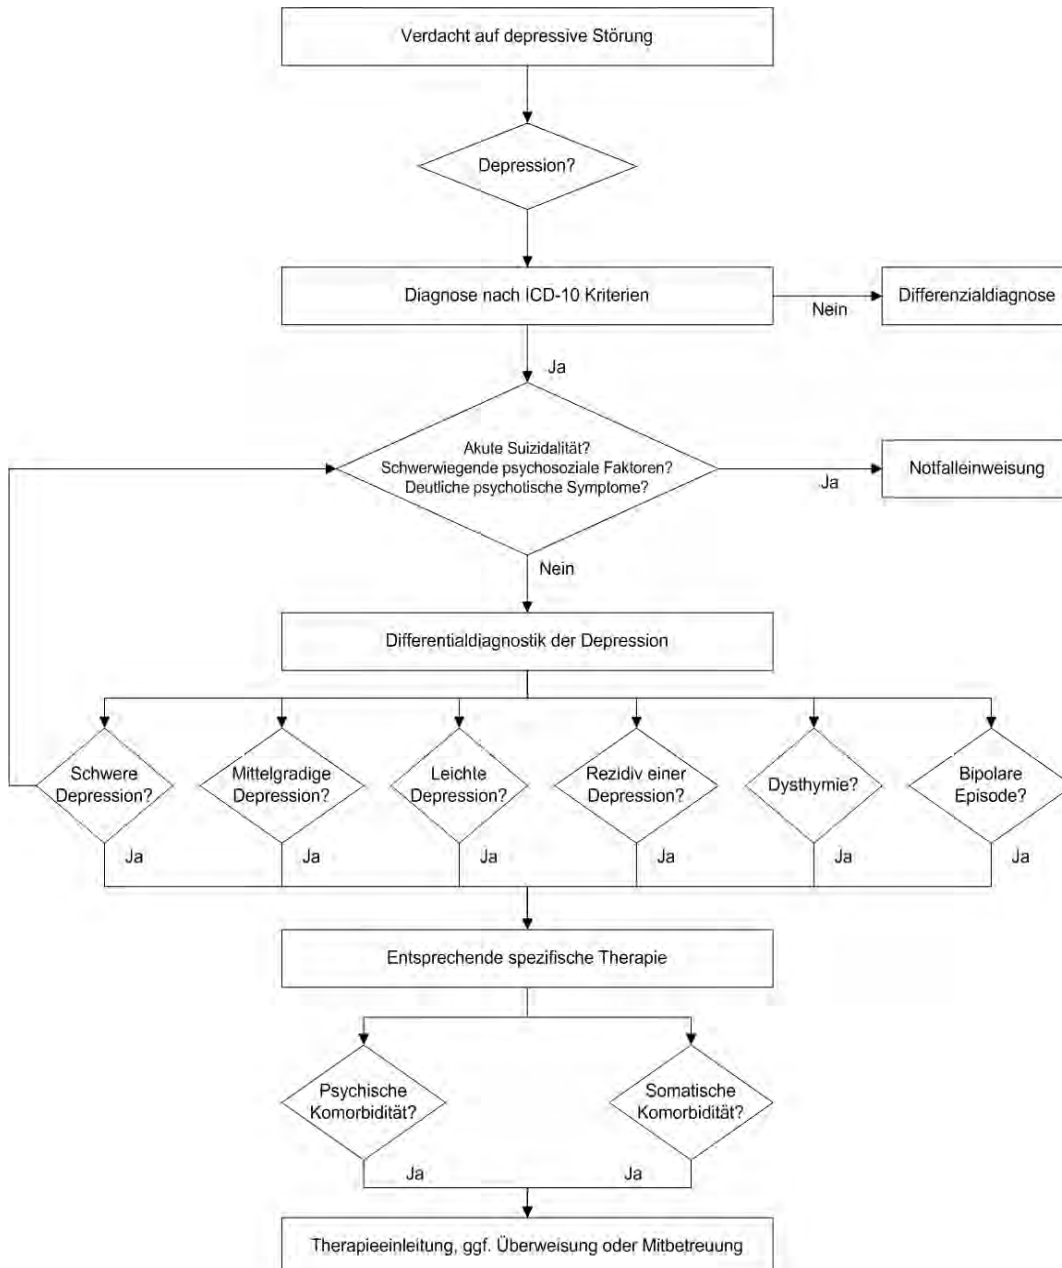 Verdacht auf depressive Störung
Depression?
Diagnose nach ICD-10 Kriterien
Nein
Differenzialdiagnose
Ja
Akute Suizidalität?
Schwerwiegende psychosoziale Faktoren?
Deutliche psychotische Symptome?
Ja
Notfalleinweisung
Nein
Differentialdiagnostik der Depression
Schwere
Depression?
Mittelgradige
Depression?
Leichte
Depression?
Rezidiv einer
Depression?
Dysthymie?
Bipolare
Episode?
Ja
Ja
Ja
Ja
Ja
Ja
Entsprechende spezifische Therapie
Psychische
Komorbidität?
Somatische
Komorbidität?
Ja
Ja
Therapieeinleitung, ggf. Überweisung oder Mitbetreuung